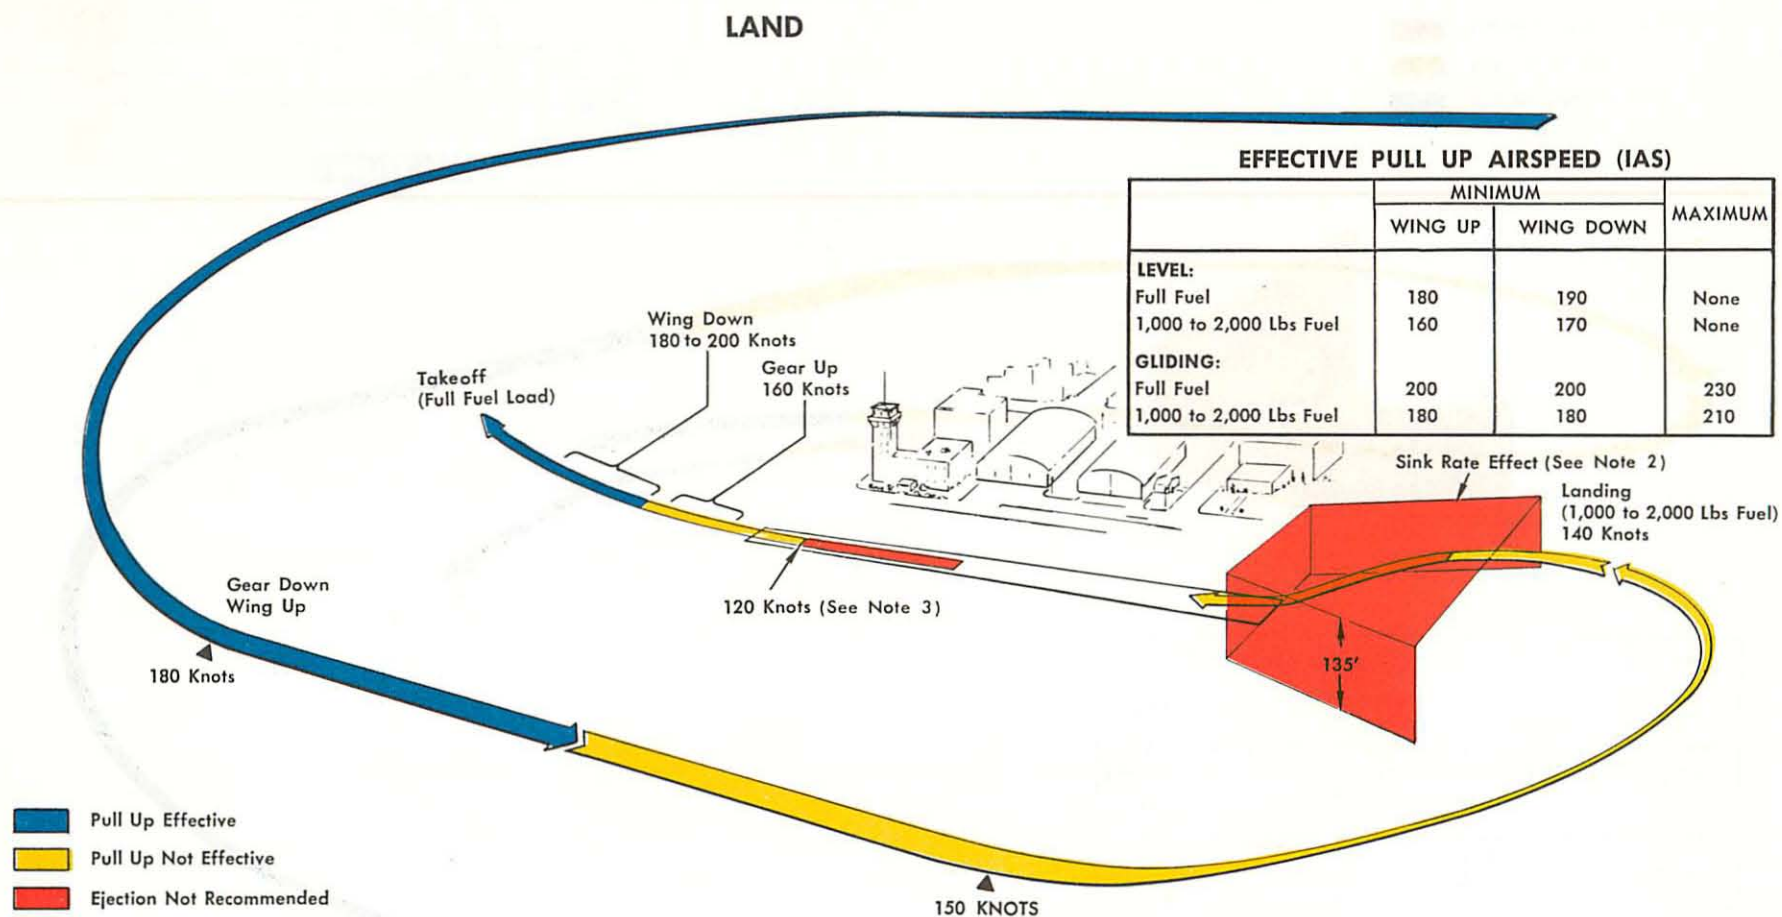 LAND
EFFECTIVE PULL UP AIRSPEED (IAS)
MINIMUM
MAXIMUM
WING UP WING DOWN
LEVEL:
Full Fuel 180 190 None
1,000 to 2,000 Lbs Fuel 160 170 None
GLIDING:
Full Fuel 200 200 230
1,000 to 2,000 Lbs Fuel 180 180 210
Wing Down
180 to 200 Knots
Gear Up
160 Knots
Takeoff
(Full Fuel Load)
Sink Rate Effect (See Note 2)
Landing
(1,000 to 2,000 Lbs Fuel)
140 Knots
120 Knots (See Note 3)
Gear Down
Wing Up
180 Knots
135'
150 KNOTS
Pull Up Effective
Pull Up Not Effective
Ejection Not Recommended